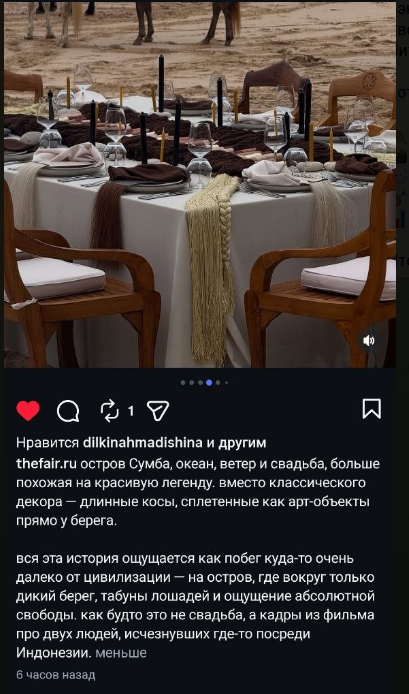 1
Нравится dilkinahmadishina и другим
thefair.ru остров Сумба, океан, ветер и свадьба, больше
похожая на красивую легенду. вместо классического
декора — длинные косы, сплетенные как арт-объекты
прямо у берега.
вся эта история ощущается как побег куда-то очень
далеко от цивилизации — на остров, где вокруг только
дикий берег, табуны лошадей и ощущение абсолютной
свободы. как будто это не свадьба, а кадры из фильма
про двух людей, исчезнувших где-то посреди
Индонезии. меньше
6 часов назад